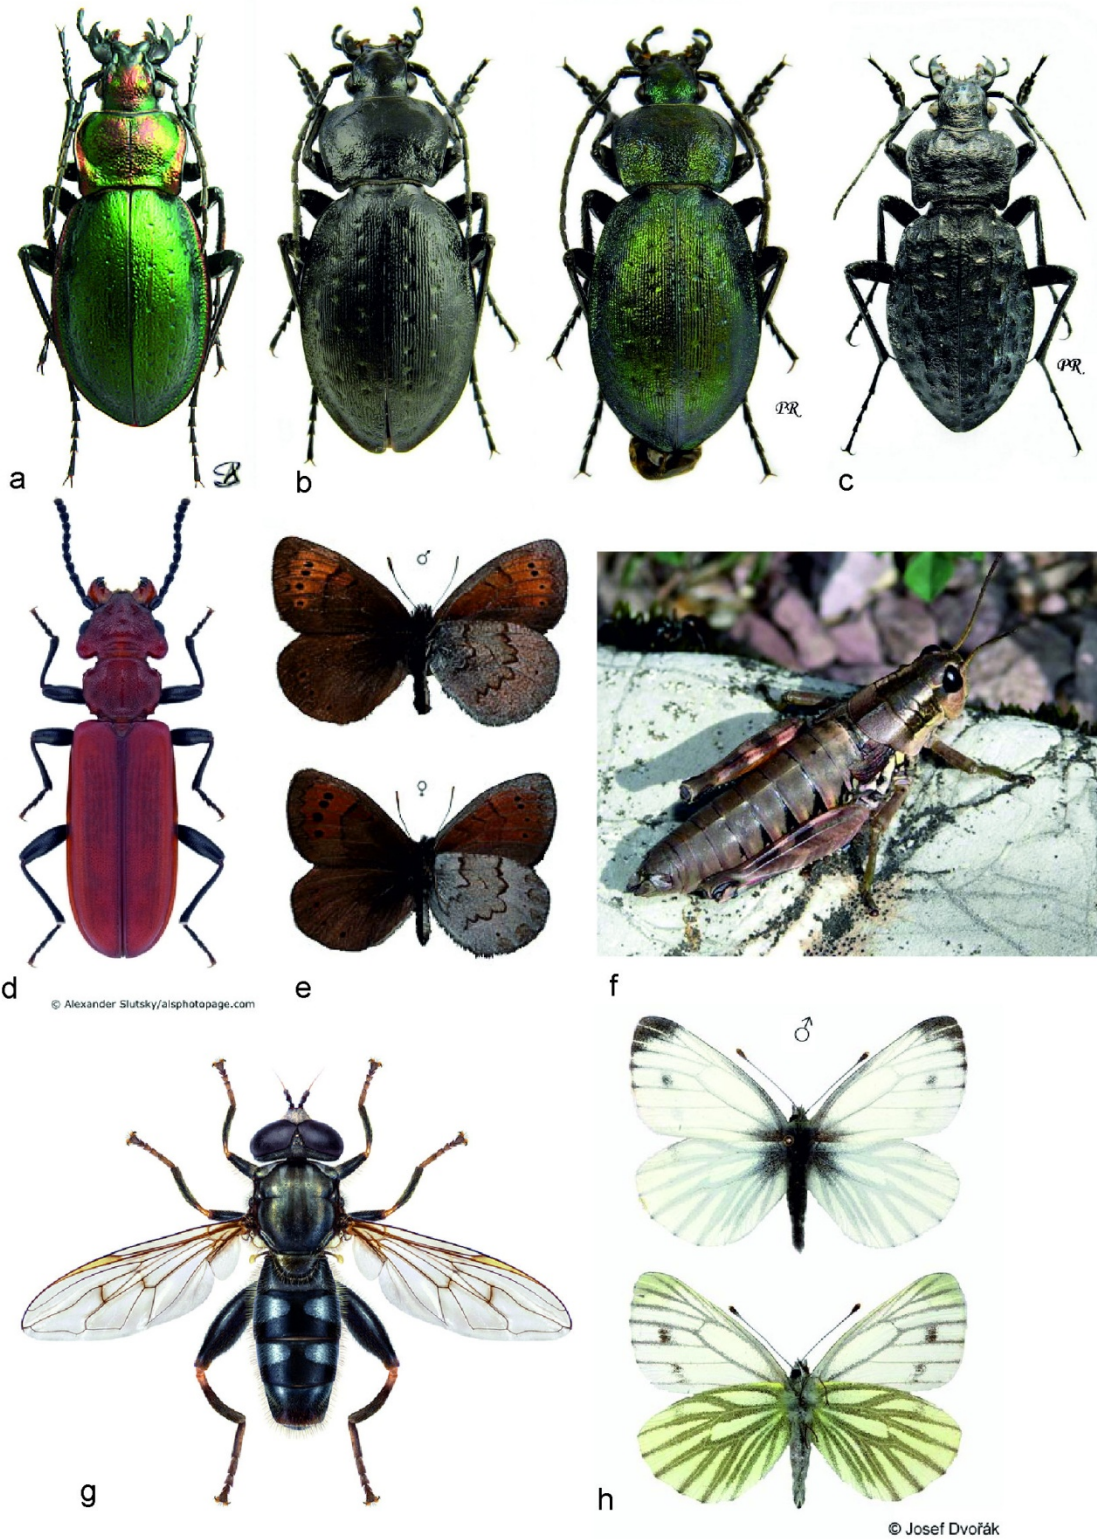 PR
PR.
a
b
c
♂
♀
d
e
f
© Alexander Slutsky/alsphotopage.com
♂
g
h
© Josef Dvořák